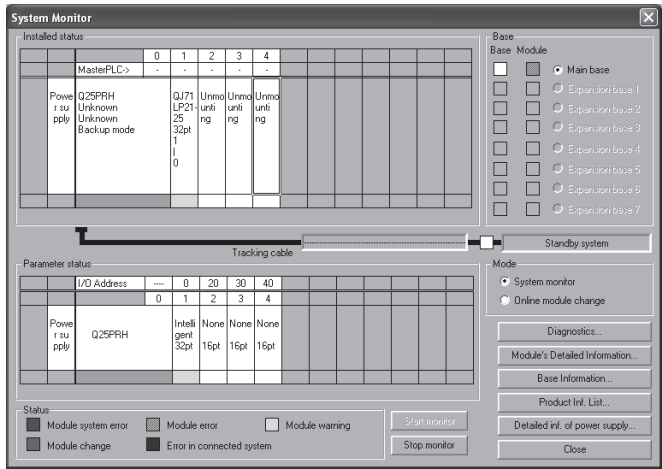 System Monitor
Installed status
0 1 2 3 4
MasterPLC-> - - - - -
Powe Q25PRH QJ71 Unmo Unmo Unmo
r su Unknown LP21- unti unti unti
pply Unknown 25 ng ng ng
Backup mode 32pt
1
|
0
Base
Base Module
Main base
Expansion base 1
Expansion base 2
Expansion base 3
Expansion base 4
Expansion base 5
Expansion base 6
Expansion base 7
Tracking cable
Standby system
Parameter status
I/O Address ---- 0 20 30 40
0 1 2 3 4
Powe Intelli None None None
r su Q25PRH gent
pply 32pt 16pt 16pt 16pt
Mode
System monitor
Online module change
Diagnostics...
Module's Detailed Information...
Base Information...
Product Inf. List...
Detailed inf. of power supply...
Close
Status
Module system error Module error Module warning
Module change Error in connected system
Start monitor
Stop monitor